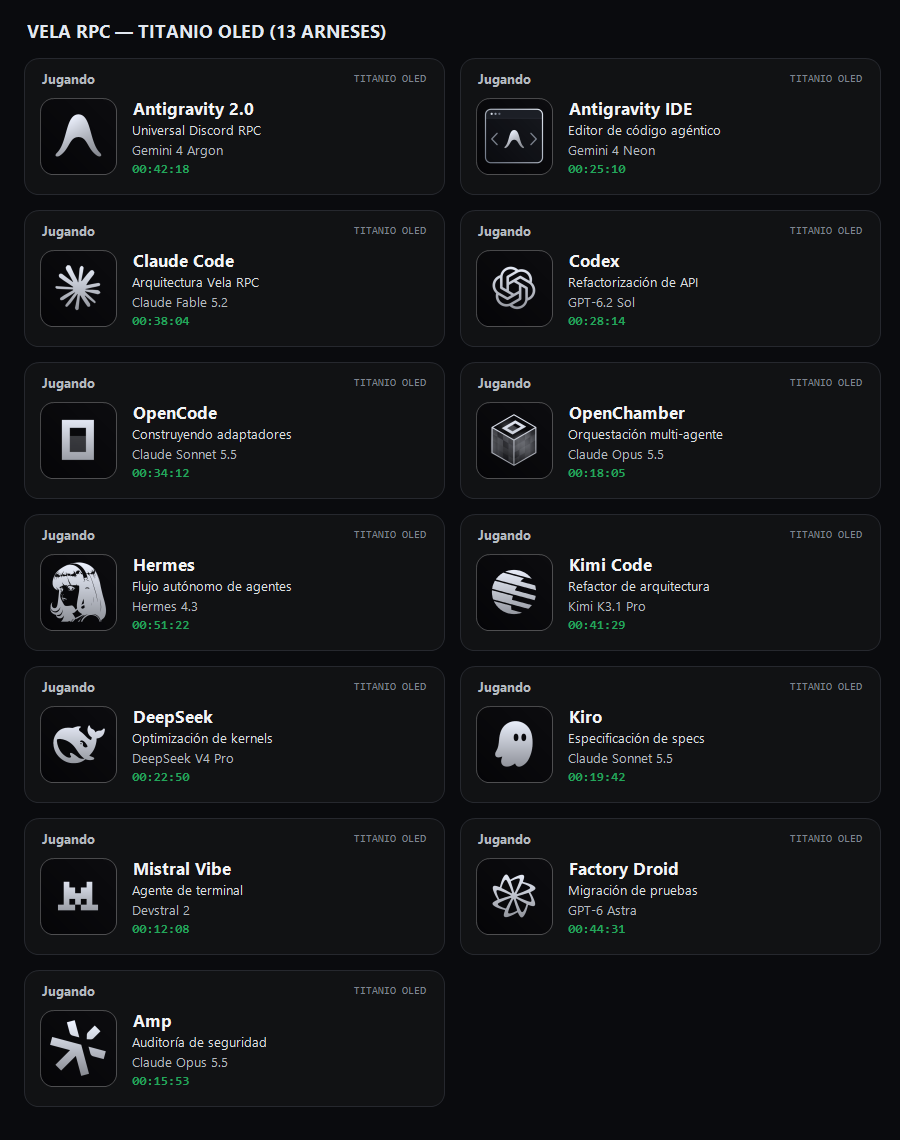 VELA RPC — TITANIO OLED (13 ARNESES)
Jugando
TITANIO OLED
Antigravity 2.0
Universal Discord RPC
Gemini 4 Argon
00:42:18
Jugando
TITANIO OLED
Antigravity IDE
Editor de código agéntico
Gemini 4 Neon
00:25:10
Jugando
TITANIO OLED
Claude Code
Arquitectura Vela RPC
Claude Fable 5.2
00:38:04
Jugando
TITANIO OLED
Codex
Refactorización de API
GPT-6.2 Sol
00:28:14
Jugando
TITANIO OLED
OpenCode
Construyendo adaptadores
Claude Sonnet 5.5
00:34:12
Jugando
TITANIO OLED
OpenChamber
Orquestación multi-agente
Claude Opus 5.5
00:18:05
Jugando
TITANIO OLED
Hermes
Flujo autónomo de agentes
Hermes 4.3
00:51:22
Jugando
TITANIO OLED
Kimi Code
Refactor de arquitectura
Kimi K3.1 Pro
00:41:29
Jugando
TITANIO OLED
DeepSeek
Optimización de kernels
DeepSeek V4 Pro
00:22:50
Jugando
TITANIO OLED
Kiro
Especificación de specs
Claude Sonnet 5.5
00:19:42
Jugando
TITANIO OLED
Mistral Vibe
Agente de terminal
Devstral 2
00:12:08
Jugando
TITANIO OLED
Factory Droid
Migración de pruebas
GPT-6 Astra
00:44:31
Jugando
TITANIO OLED
Amp
Auditoría de seguridad
Claude Opus 5.5
00:15:53